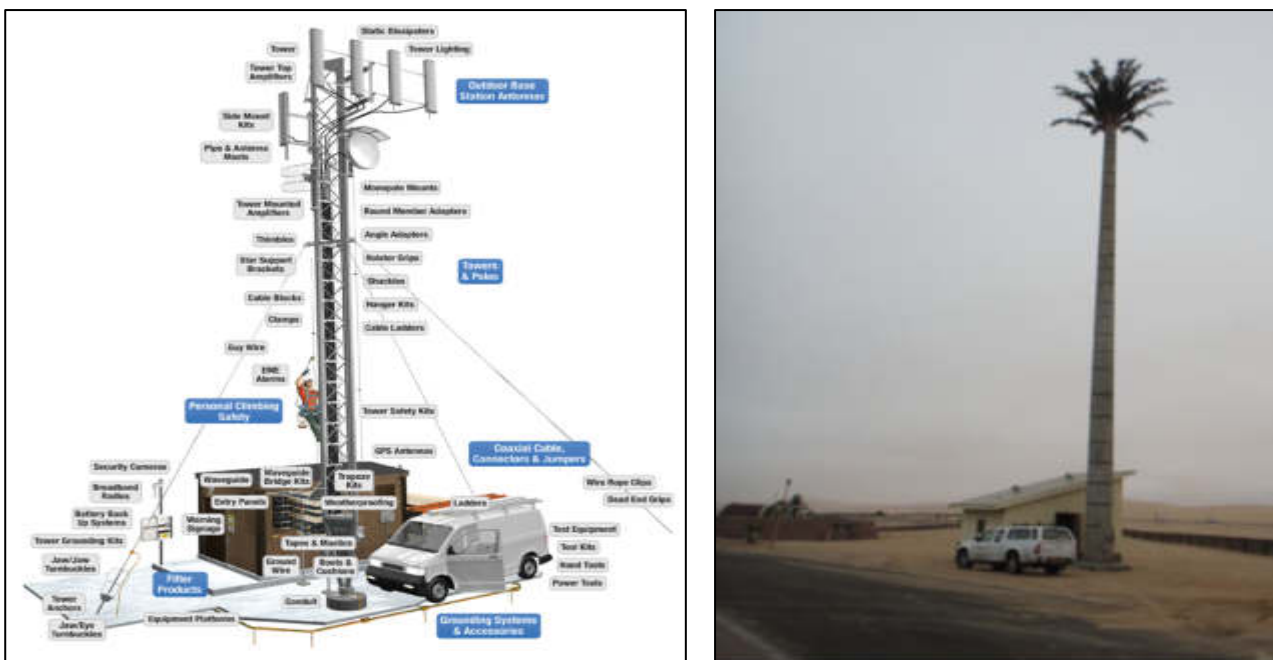 Static Dissipaters
Tower
Tower Lighting
Tower Top
Amplifiers
Outdoor Base
Station Antennas
Side Mount
Kits
Pipe & Antenna
Masts
Monopole Mounts
Tower Mounted
Amplifiers
Round Member Adapters
Thimbles
Angle Adapters
Star Support
Brackets
Hoister Grips
Towers
& Poles
Shackles
Cable Blocks
Hanger Kits
Clamps
Cable Ladders
Guy Wire
EME
Alarms
Personal Climbing
Safety
Tower Safety Kits
GPS Antennas
Coaxial Cable,
Connectors & Jumpers
Security Cameras
Waveguide
Waveguide
Bridge Kits
Trapeze
Kits
Wire Rope Clips
Broadband
Radios
Entry Panels
Weatherproofing
Ladders
Dead End Grips
Battery Back
Up Systems
Warning
Signage
Test Equipment
Tower Grounding Kits
Tapes & Mastics
Test Kits
Jaw/Jaw
Turnbuckles
Filter
Products
Ground
Wire
Boots &
Cushions
Hand Tools
Power Tools
Tower
Anchors
Conduit
Jaw/Eye
Turnbuckles
Equipment Platforms
Grounding Systems
& Accessories